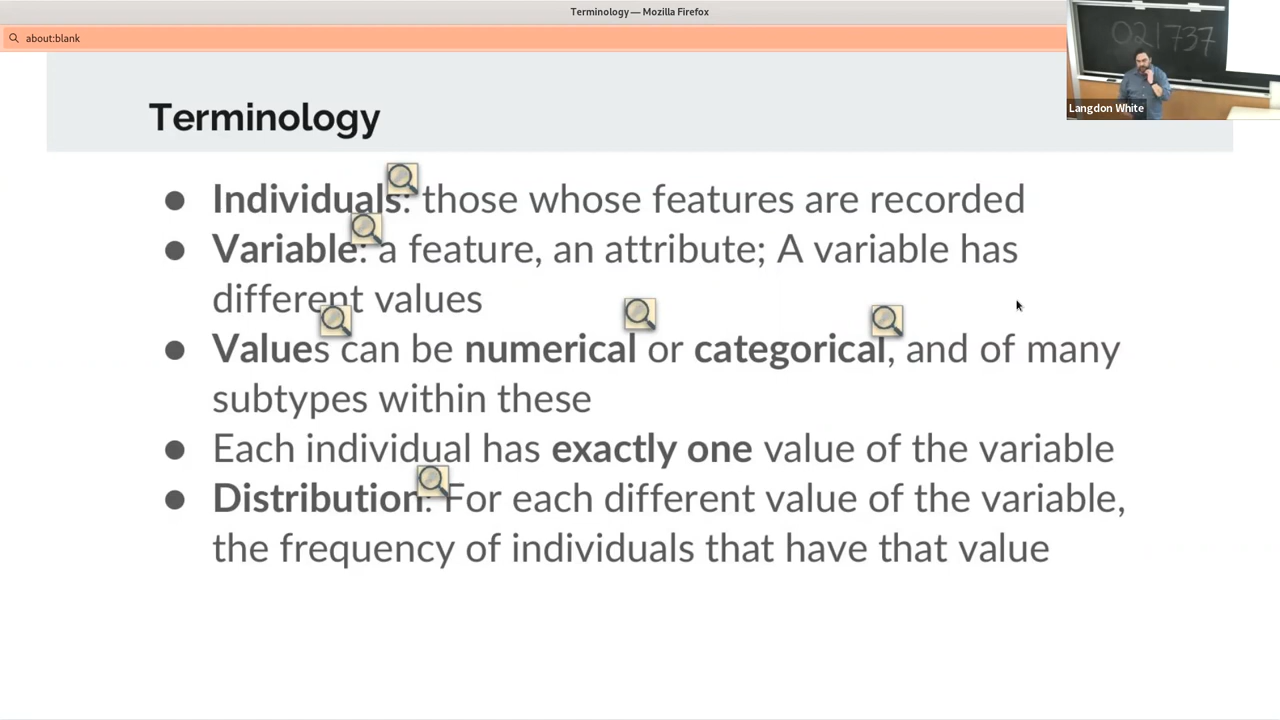 Terminology — Mozilla Firefox
about:blank
021737
Langdon White
Terminology
● Individuals: those whose features are recorded
● Variable: a feature, an attribute; A variable has
different values
● Values can be numerical or categorical, and of many
subtypes within these
● Each individual has exactly one value of the variable
● Distribution: For each different value of the variable,
the frequency of individuals that have that value